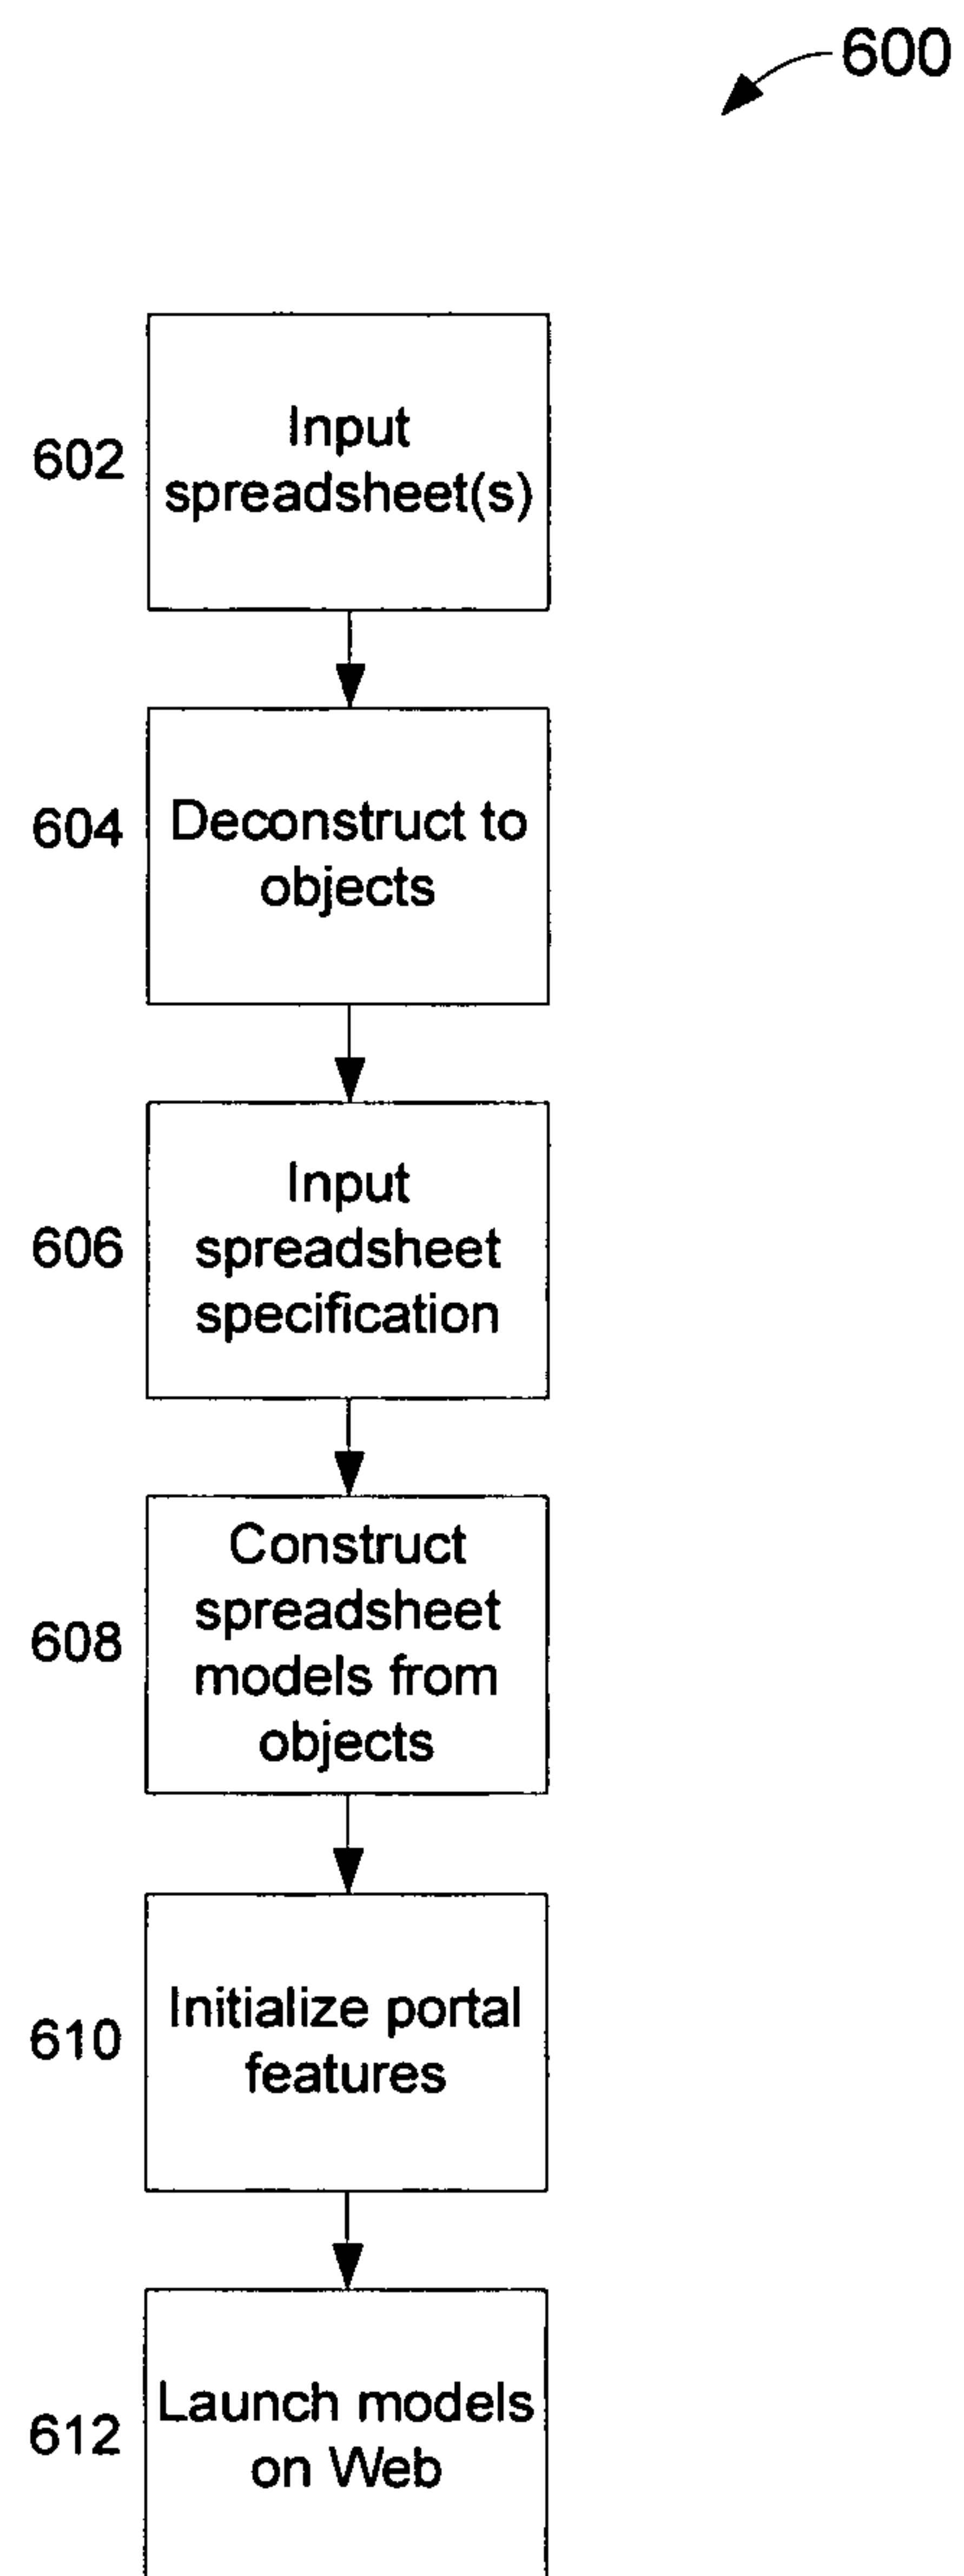 600
602
Input
spreadsheet(s)
604
Deconstruct to
objects
606
Input
spreadsheet
specification
608
Construct
spreadsheet
models from
objects
610
Initialize portal
features
612
Launch models
on Web